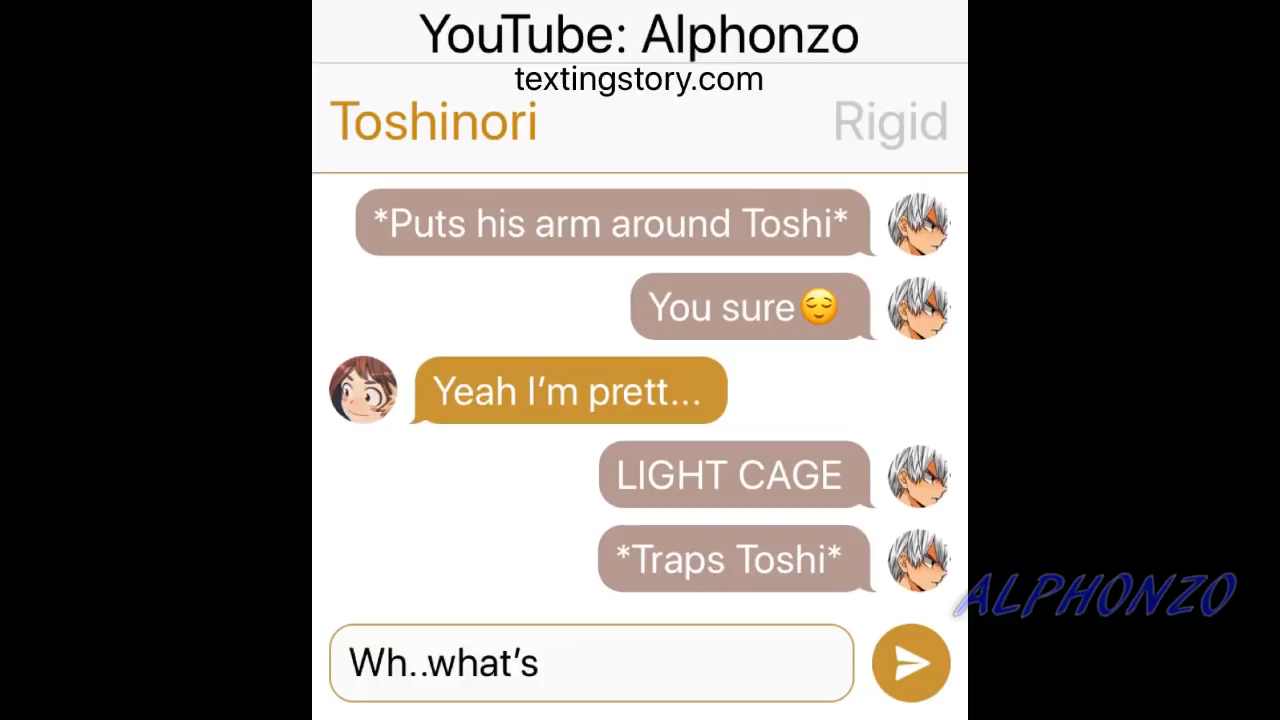 YouTube: Alphonzo
textingstory.com
Toshinori
Rigid
*Puts his arm around Toshi*
You sure😌
Yeah I’m prett...
LIGHT CAGE
*Traps Toshi*
ALPHONZO
Wh..what’s